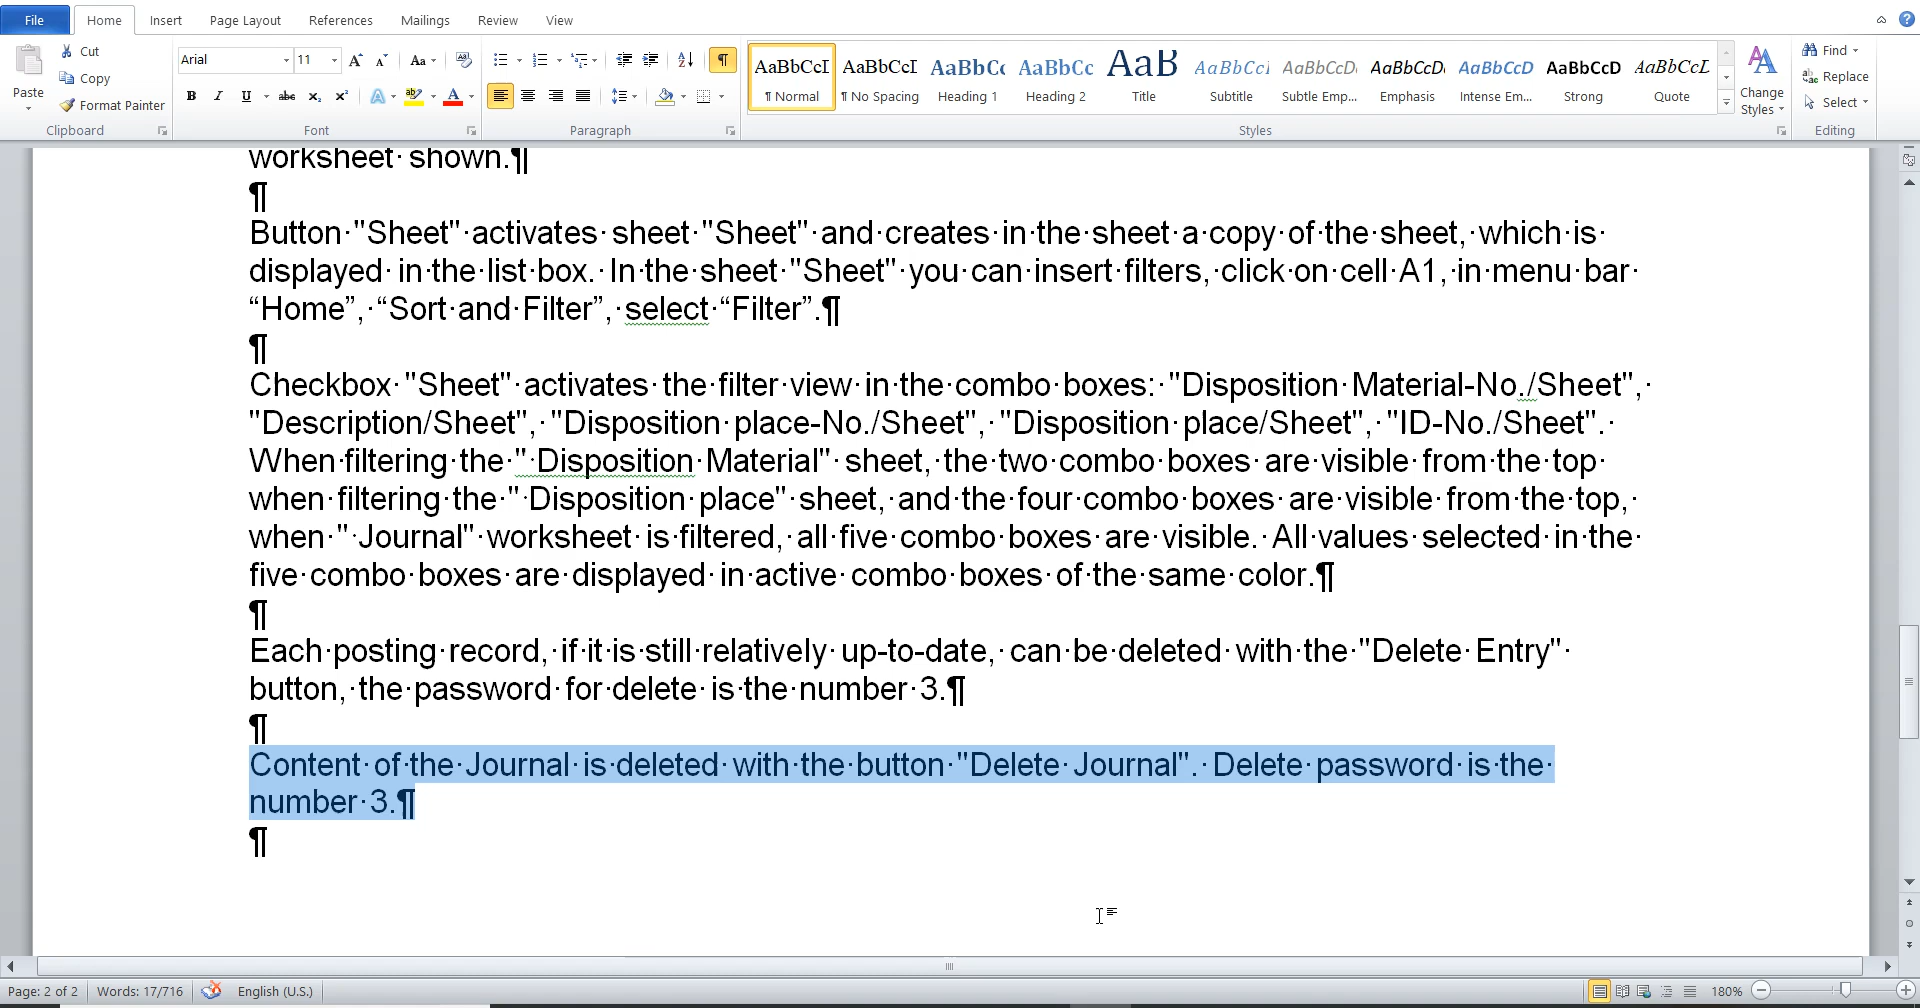 File Home Insert Page Layout References Mailings Review View
Paste Cut Copy Format Painter Clipboard
Arial 11 Aa
B I U abc x₂ x² A ab A Font
Paragraph
AaBbCcI ¶ Normal
AaBbCcI ¶ No Spacing
AaBbCc Heading 1
AaBbCc Heading 2
AaB Title
AaBbCcI Subtitle
AaBbCcD Subtle Emp...
AaBbCcD Emphasis
AaBbCcD Intense Em...
AaBbCcD Strong
AaBbCcL Quote
Change Styles
Styles
Find Replace Select Editing
worksheet shown.¶
¶
Button "Sheet" activates sheet "Sheet" and creates in the sheet a copy of the sheet, which is
displayed in the list box. In the sheet "Sheet" you can insert filters, click on cell A1, in menu bar
“Home”, “Sort and Filter”, select “Filter”.¶
¶
Checkbox "Sheet" activates the filter view in the combo boxes: "Disposition Material-No./Sheet",
"Description/Sheet", "Disposition place-No./Sheet", "Disposition place/Sheet", "ID-No./Sheet".
When filtering the " Disposition Material" sheet, the two combo boxes are visible from the top
when filtering the " Disposition place" sheet, and the four combo boxes are visible from the top,
when " Journal" worksheet is filtered, all five combo boxes are visible. All values selected in the
five combo boxes are displayed in active combo boxes of the same color.¶
¶
Each posting record, if it is still relatively up-to-date, can be deleted with the "Delete Entry"
button, the password for delete is the number 3.¶
¶
Content of the Journal is deleted with the button "Delete Journal". Delete password is the
number 3.¶
¶
Page: 2 of 2 Words: 17/716 English (U.S.) 180%